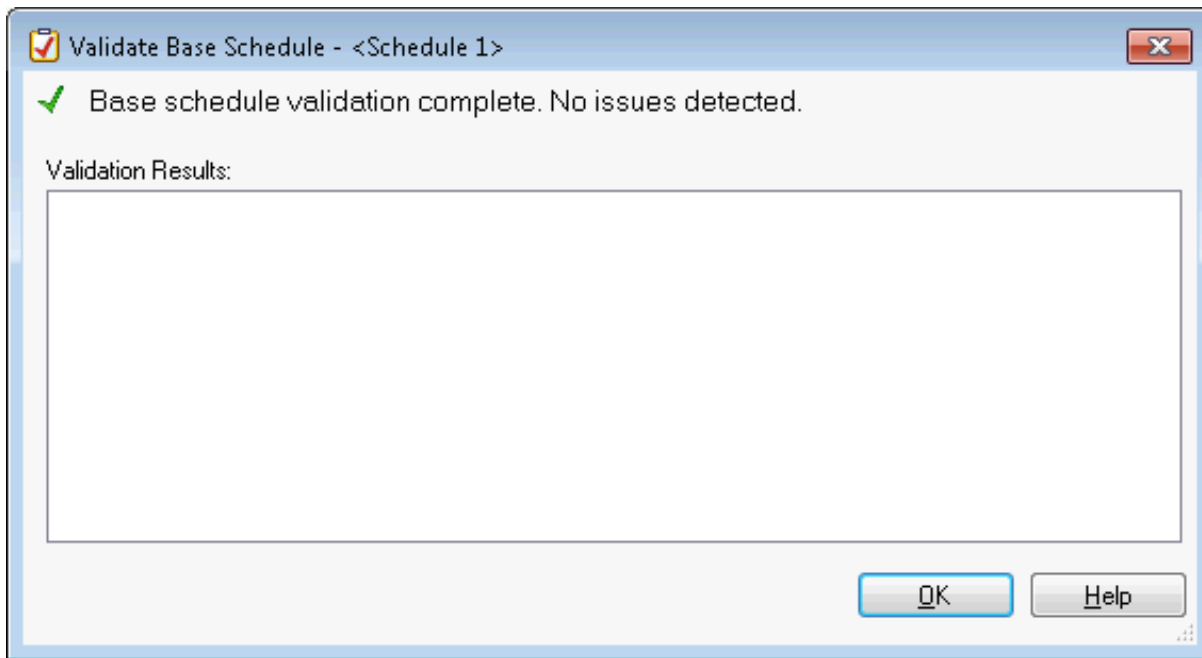 Validate Base Schedule - <Schedule 1>
Base schedule validation complete. No issues detected.
Validation Results:
OK
Help